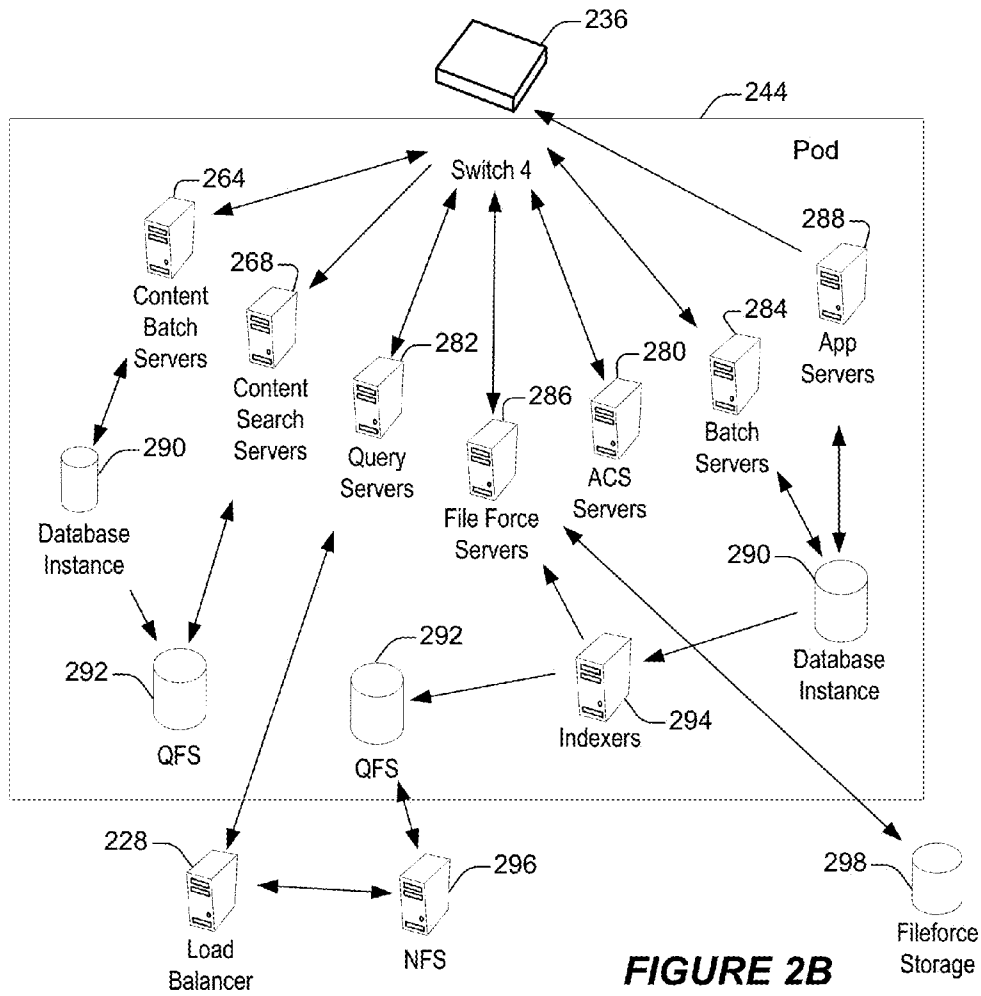 236
244
Pod
Switch 4
264
Content
Batch
Servers
268
Content
Search
Servers
282
Query
Servers
286
File Force
Servers
280
ACS
Servers
284
Batch
Servers
288
App
Servers
290
Database
Instance
290
Database
Instance
292
QFS
292
QFS
294
Indexers
228
Load
Balancer
296
NFS
298
Fileforce
Storage
FIGURE 2B